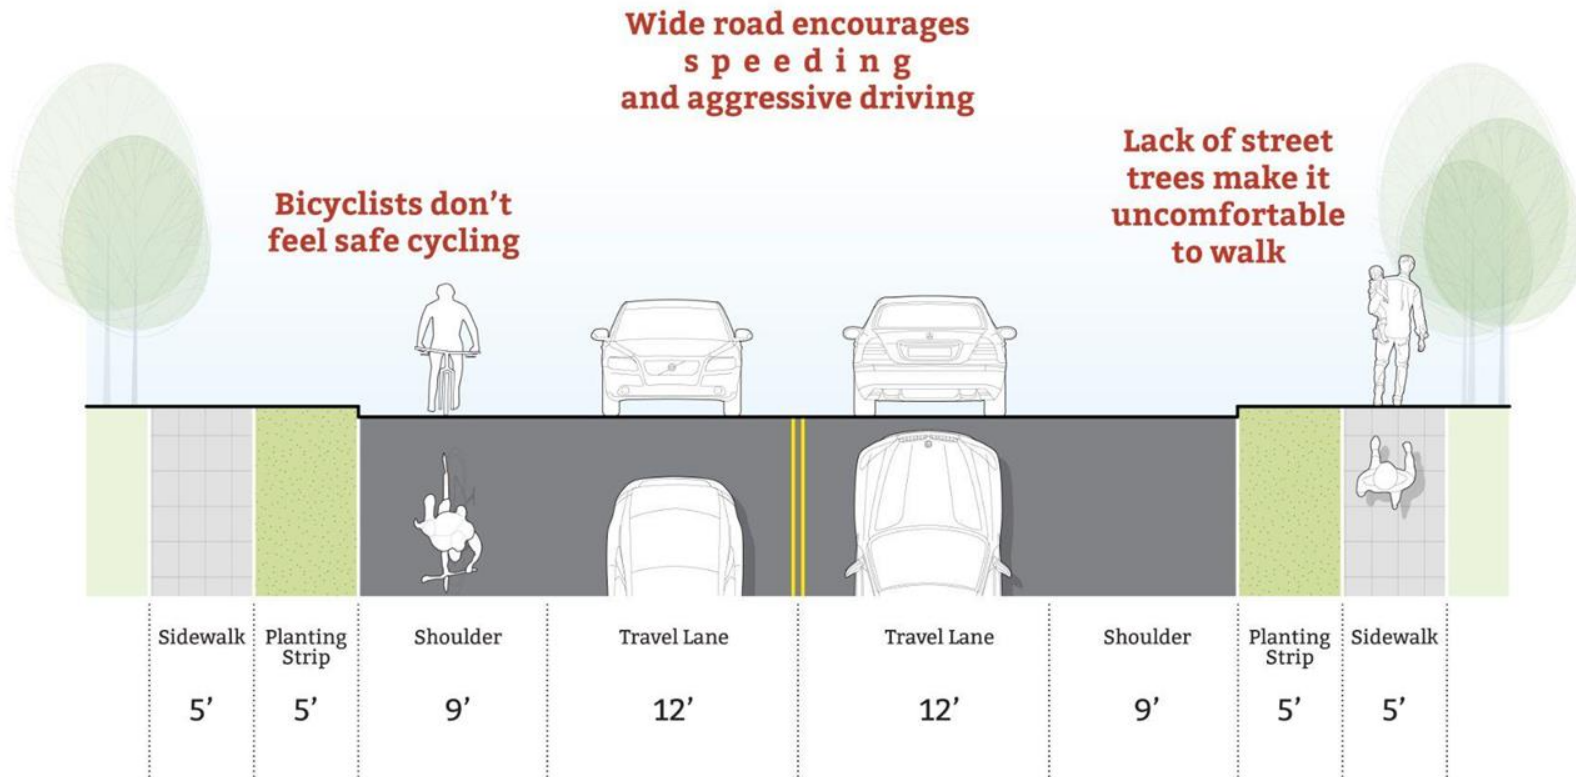 Wide road encourages
s p e e d i n g
and aggressive driving
Lack of street
trees make it
uncomfortable
to walk
Bicyclists don’t
feel safe cycling
Sidewalk
Planting
Strip
Shoulder
Travel Lane
Travel Lane
Shoulder
Planting
Strip
Sidewalk
5’
5’
9’
12’
12’
9’
5’
5’